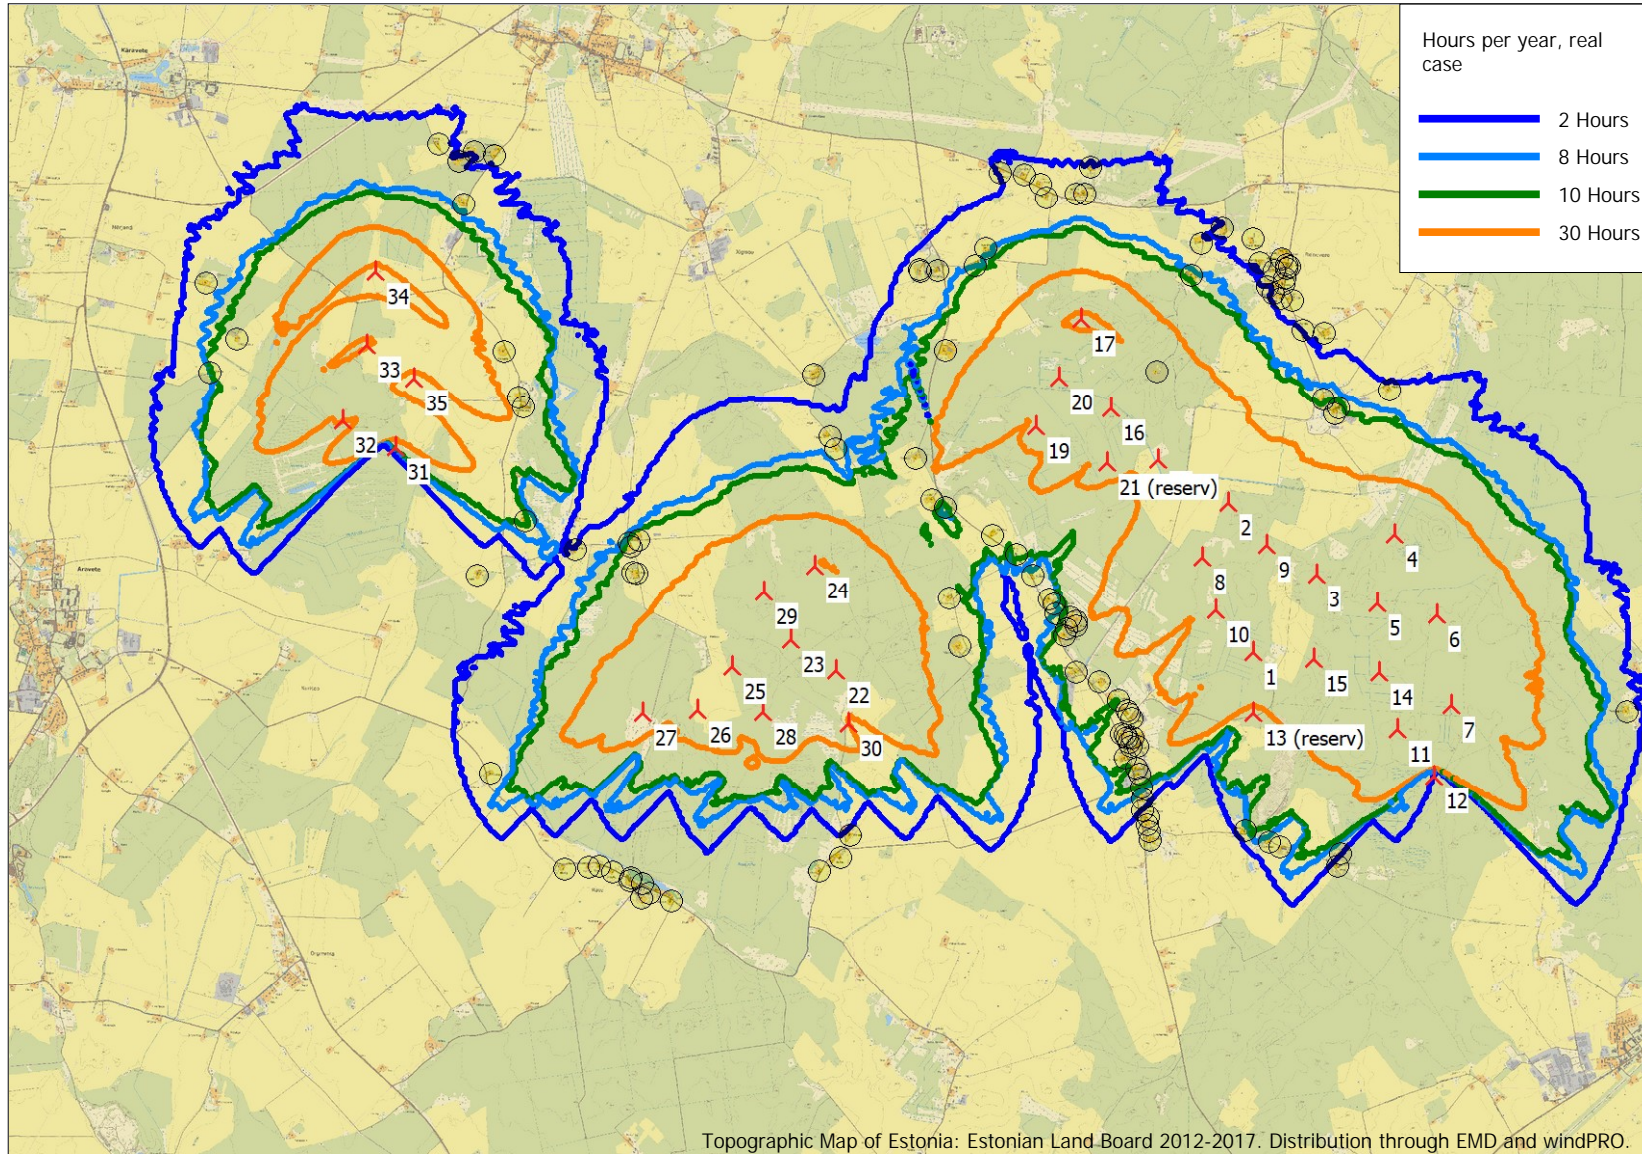 Hours per year, real
case
2 Hours
8 Hours
10 Hours
30 Hours
Käravete
Aravete
34
33
35
32
31
17
20
16
19
21 (reserv)
2
4
9
8
3
5
6
10
1
15
14
7
13 (reserv)
11
12
24
29
23
25
22
26
27
28
30
Topographic Map of Estonia: Estonian Land Board 2012-2017. Distribution through EMD and windPRO.